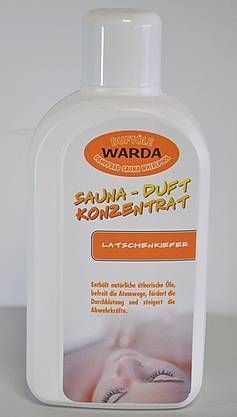 DUFTÖLE
WARDA
DAMPFBAD SAUNA WHIRLPOOL
SAUNA - DUFT
KONZENTRAT
LATSCHENKIEFER
Enthält natürliche ätherische Öle,
befreit die Atemwege, fördert die
Durchblutung und steigert die
Abwehrkräfte.